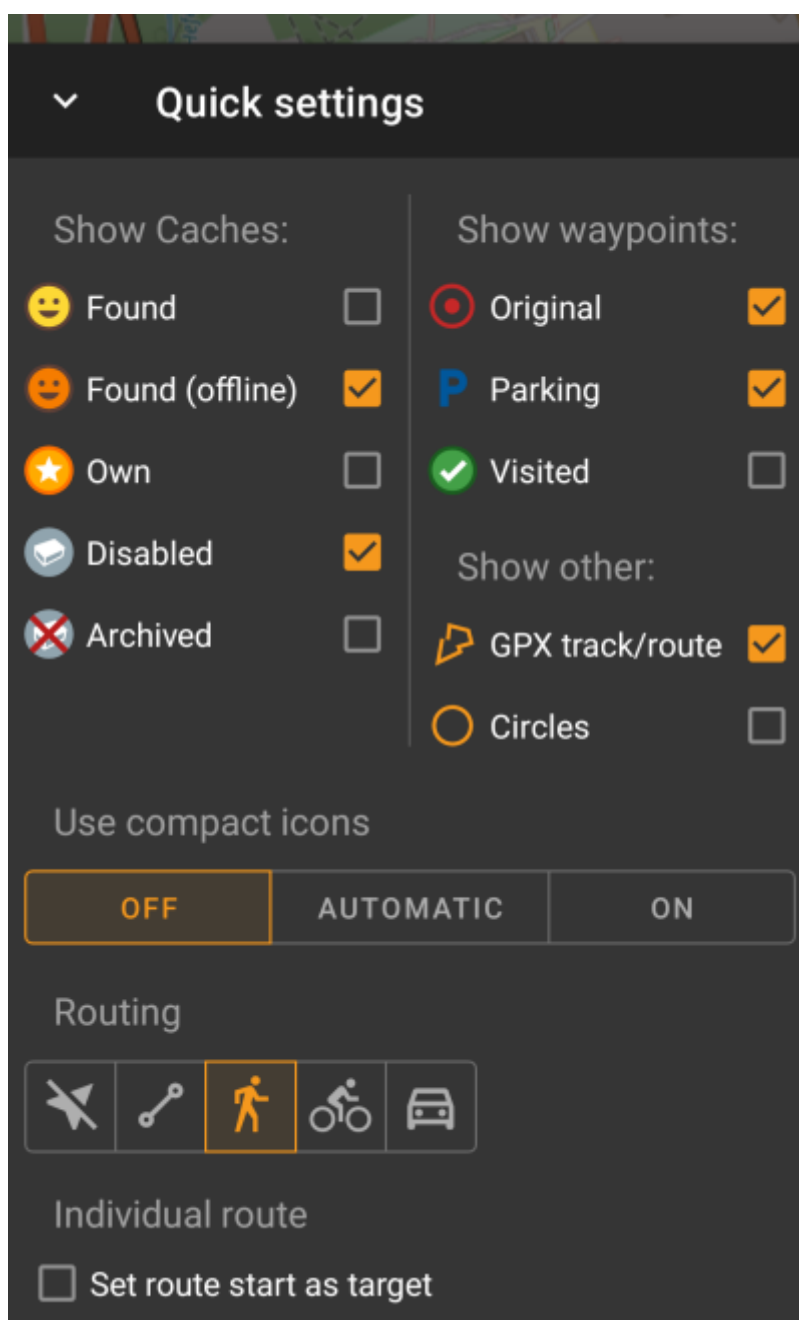 Quick settings
Show Caches:
Found
Found (offline)
Own
Disabled
Archived
Show waypoints:
Original
P Parking
Visited
Show other:
GPX track/route
Circles
Use compact icons
OFF
AUTOMATIC
ON
Routing
Individual route
Set route start as target